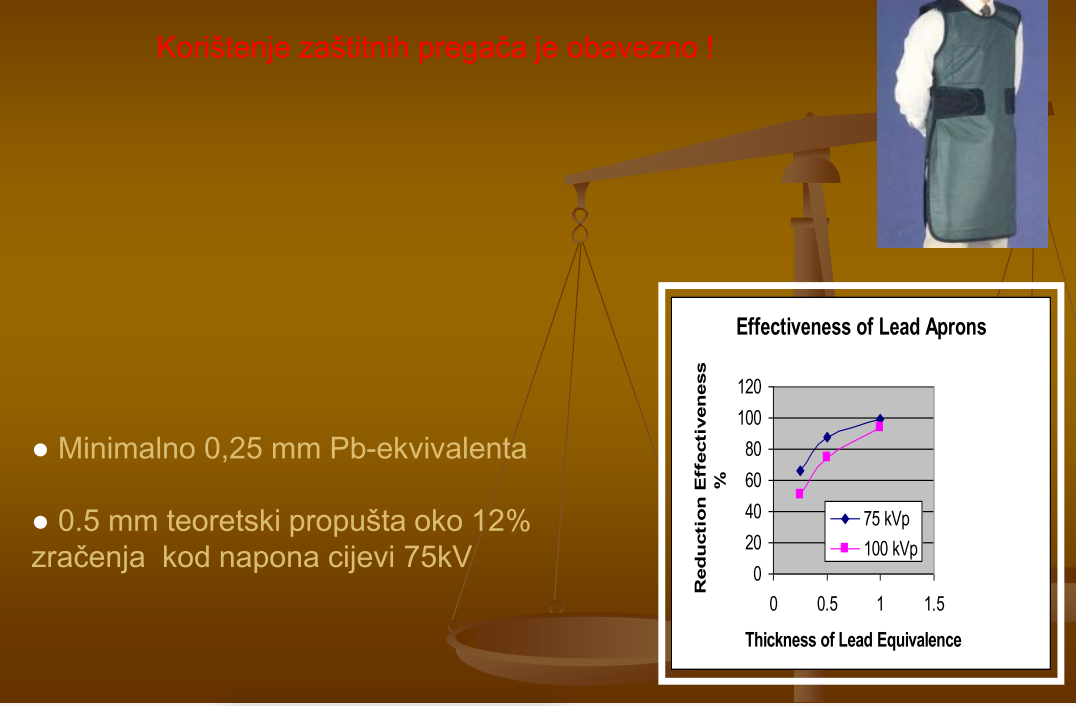 Korištenje zaštitnih pregača je obavezno !
● Minimalno 0,25 mm Pb-ekvivalenta
● 0.5 mm teoretski propušta oko 12%
zračenja kod napona cijevi 75kV
Effectiveness of Lead Aprons
Reduction Effectiveness
%
120
100
80
60
40
20
0
75 kVp
100 kVp
0 0.5 1 1.5
Thickness of Lead Equivalence